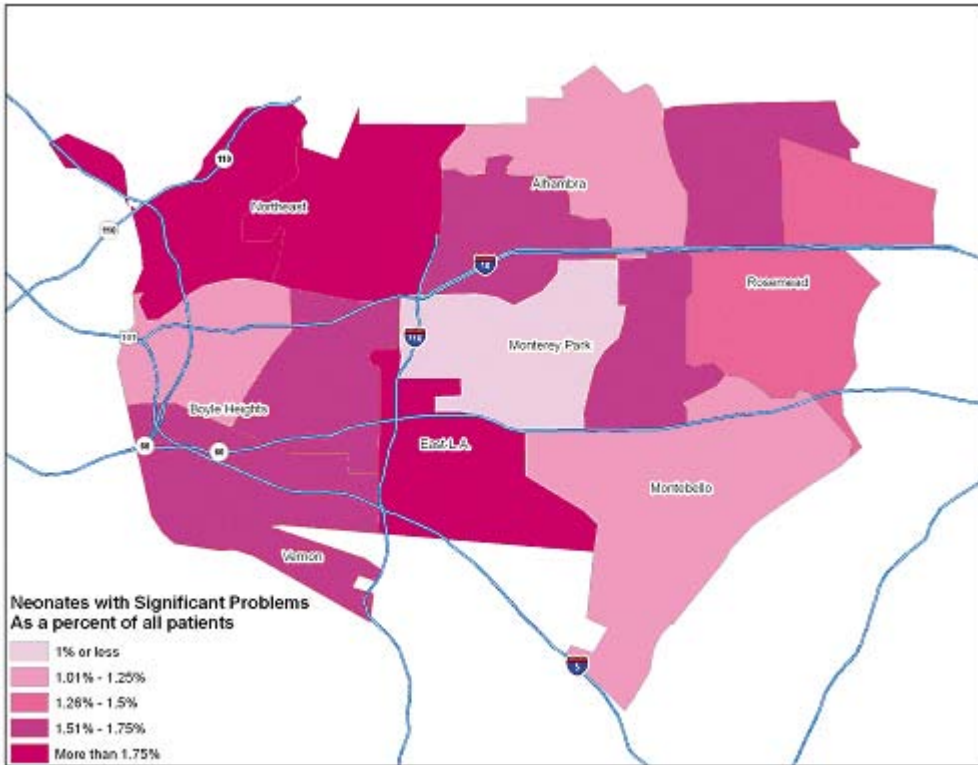 110
Northeast
110
Alhambra
10
Rosemead
101
710
Monterey Park
Boyle Heights
60
60
East L.A.
Montebello
Vernon
5
Neonates with Significant Problems
As a percent of all patients
1% or less
1.01% - 1.25%
1.26% - 1.5%
1.51% - 1.75%
More than 1.75%